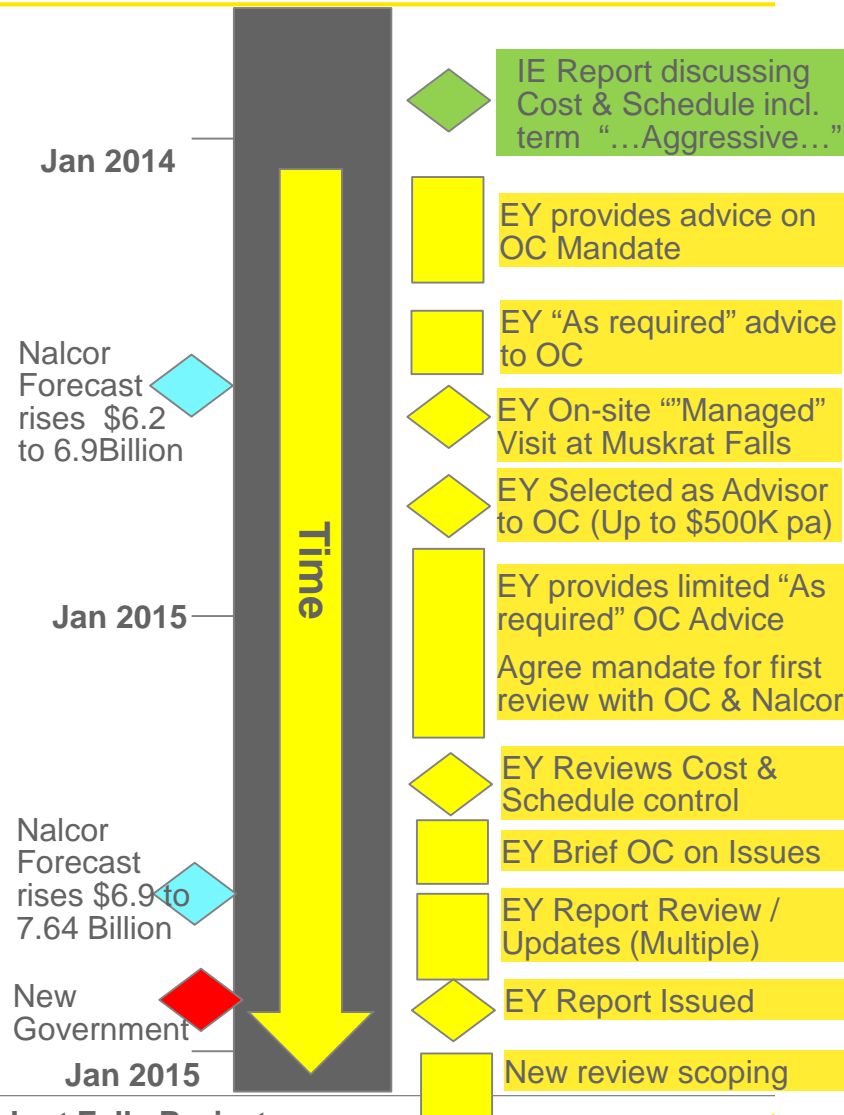 IE Report discussing
Cost & Schedule incl.
term “…Aggressive…”
Jan 2014
EY provides advice on
OC Mandate
EY “As required” advice
to OC
Nalcor
Forecast
rises $6.2
to 6.9Billion
EY On-site “”Managed”
Visit at Muskrat Falls
EY Selected as Advisor
to OC (Up to $500K pa)
Time
Jan 2015
EY provides limited “As
required” OC Advice
Agree mandate for first
review with OC & Nalcor
EY Reviews Cost &
Schedule control
Nalcor
Forecast
rises $6.9 to
7.64 Billion
EY Brief OC on Issues
EY Report Review /
Updates (Multiple)
New
Government
EY Report Issued
Jan 2015
New review scoping